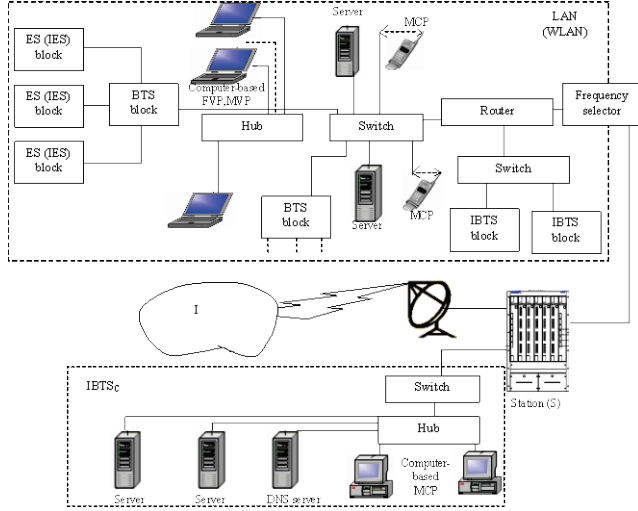 LAN
(WLAN)
Server
MCP
ES (IES)
block
ES (IES)
block
ES (IES)
block
BTS
block
Computer-based
FVP,MVP
Hub
Switch
Router
Frequency
selector
Switch
BTS
block
Server
MCP
IBTS
block
IBTS
block
I
Station (S)
IBTSC
Switch
Hub
Server
Server
DNS server
Computer-
based
MCP